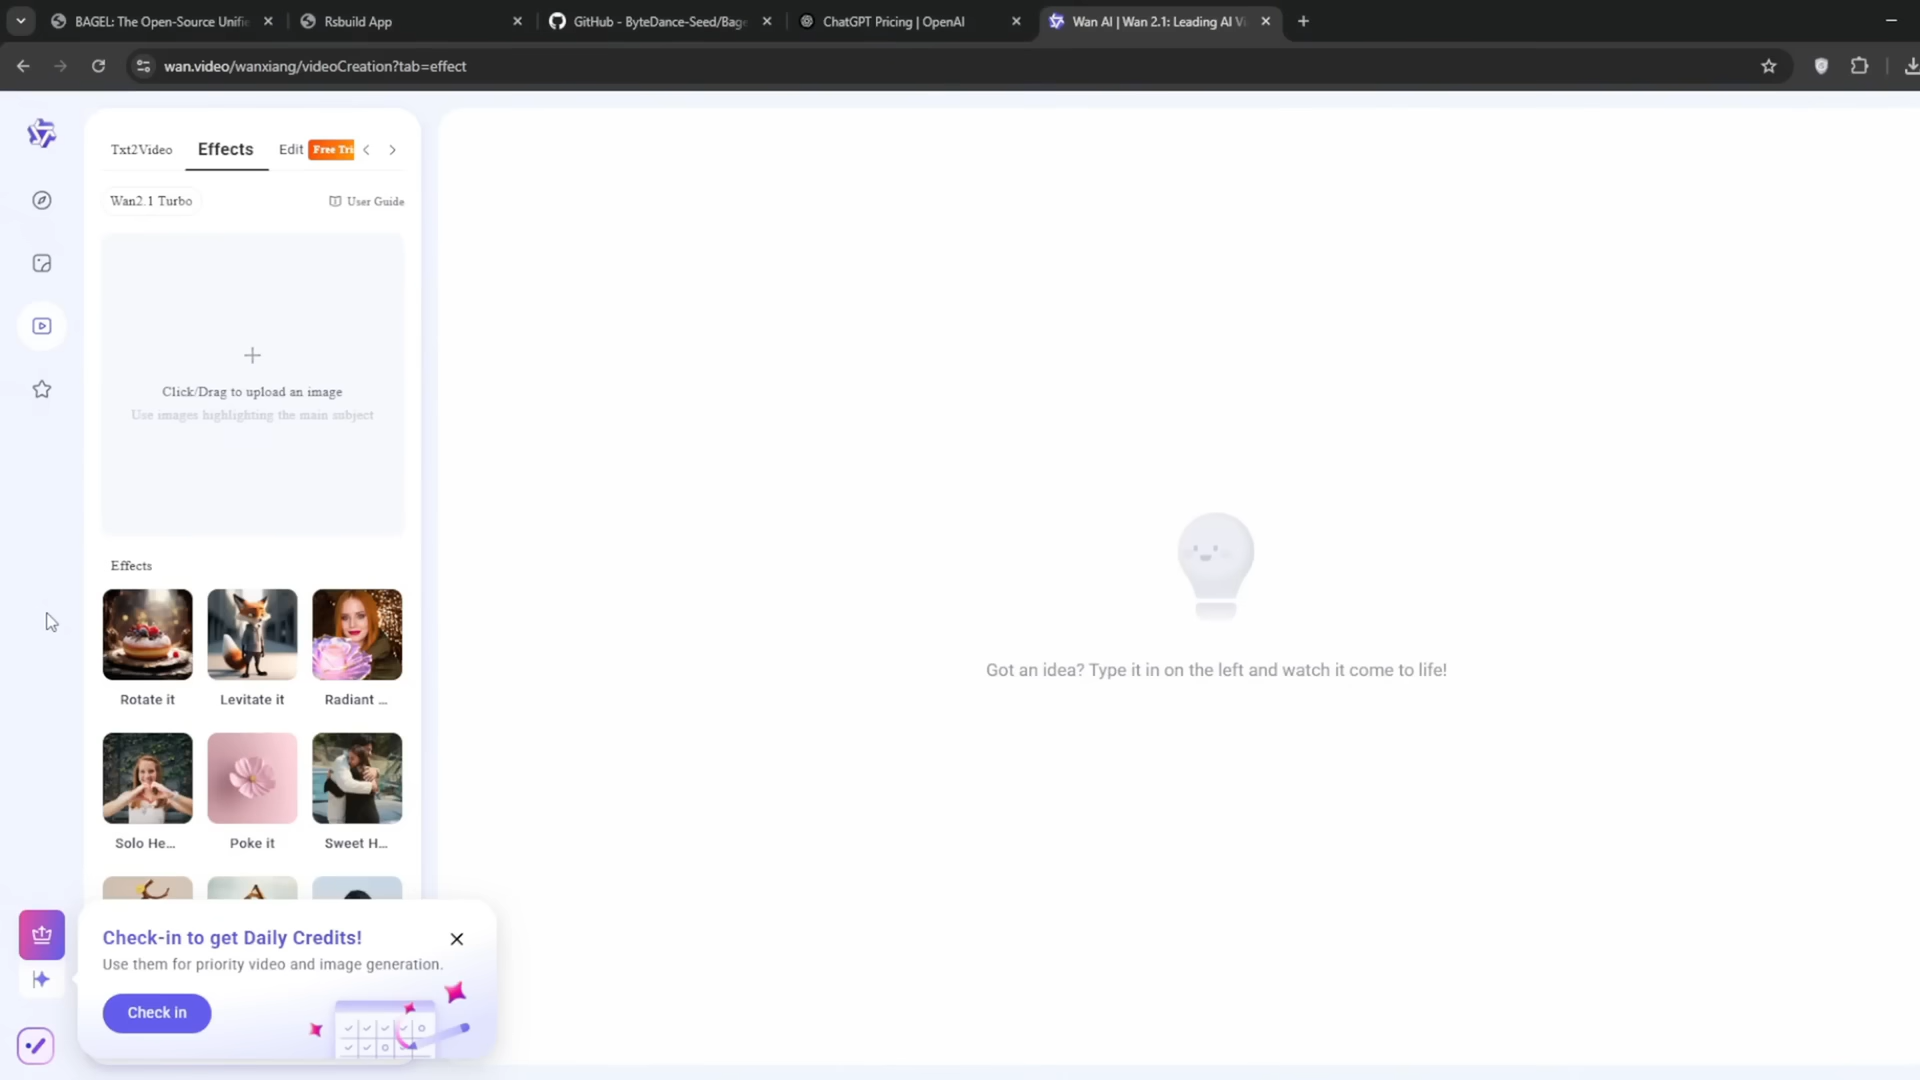 BAGEL: The Open-Source Unifi
Rsbuild App
GitHub - ByteDance-Seed/Bage
ChatGPT Pricing | OpenAI
Wan AI | Wan 2.1: Leading AI Vi
wan.video/wanxiang/videoCreation?tab=effect
Txt2Video
Effects
Edit
Free Tri
Wan2.1 Turbo
User Guide
Click/Drag to upload an image
Use images highlighting the main subject
Effects
Rotate it
Levitate it
Radiant ...
Solo He...
Poke it
Sweet H...
Check-in to get Daily Credits!
Use them for priority video and image generation.
Check in
Got an idea? Type it in on the left and watch it come to life!